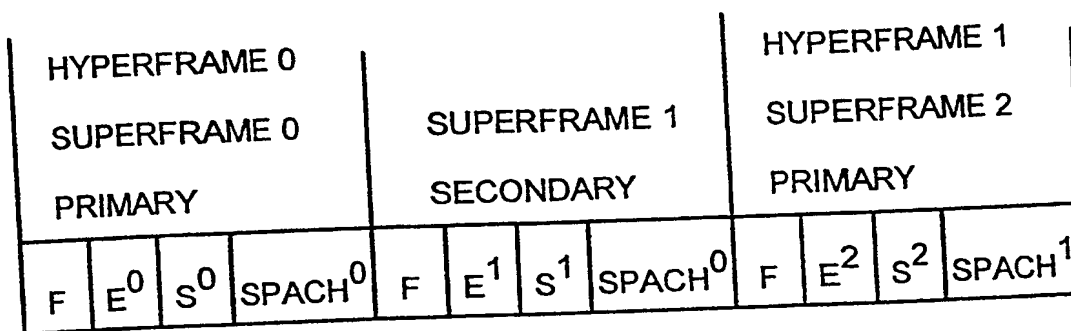 HYPERFRAME 0
SUPERFRAME 0
PRIMARY
SUPERFRAME 1
SECONDARY
HYPERFRAME 1
SUPERFRAME 2
PRIMARY
F E⁰ S⁰ SPACH⁰ F E¹ S¹ SPACH⁰ F E² S² SPACH¹